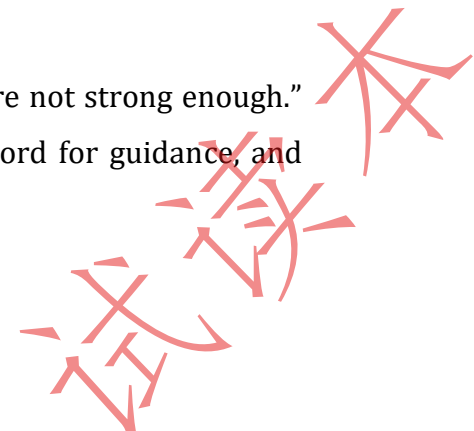 re not strong enough.”
ord for guidance, and
试读本